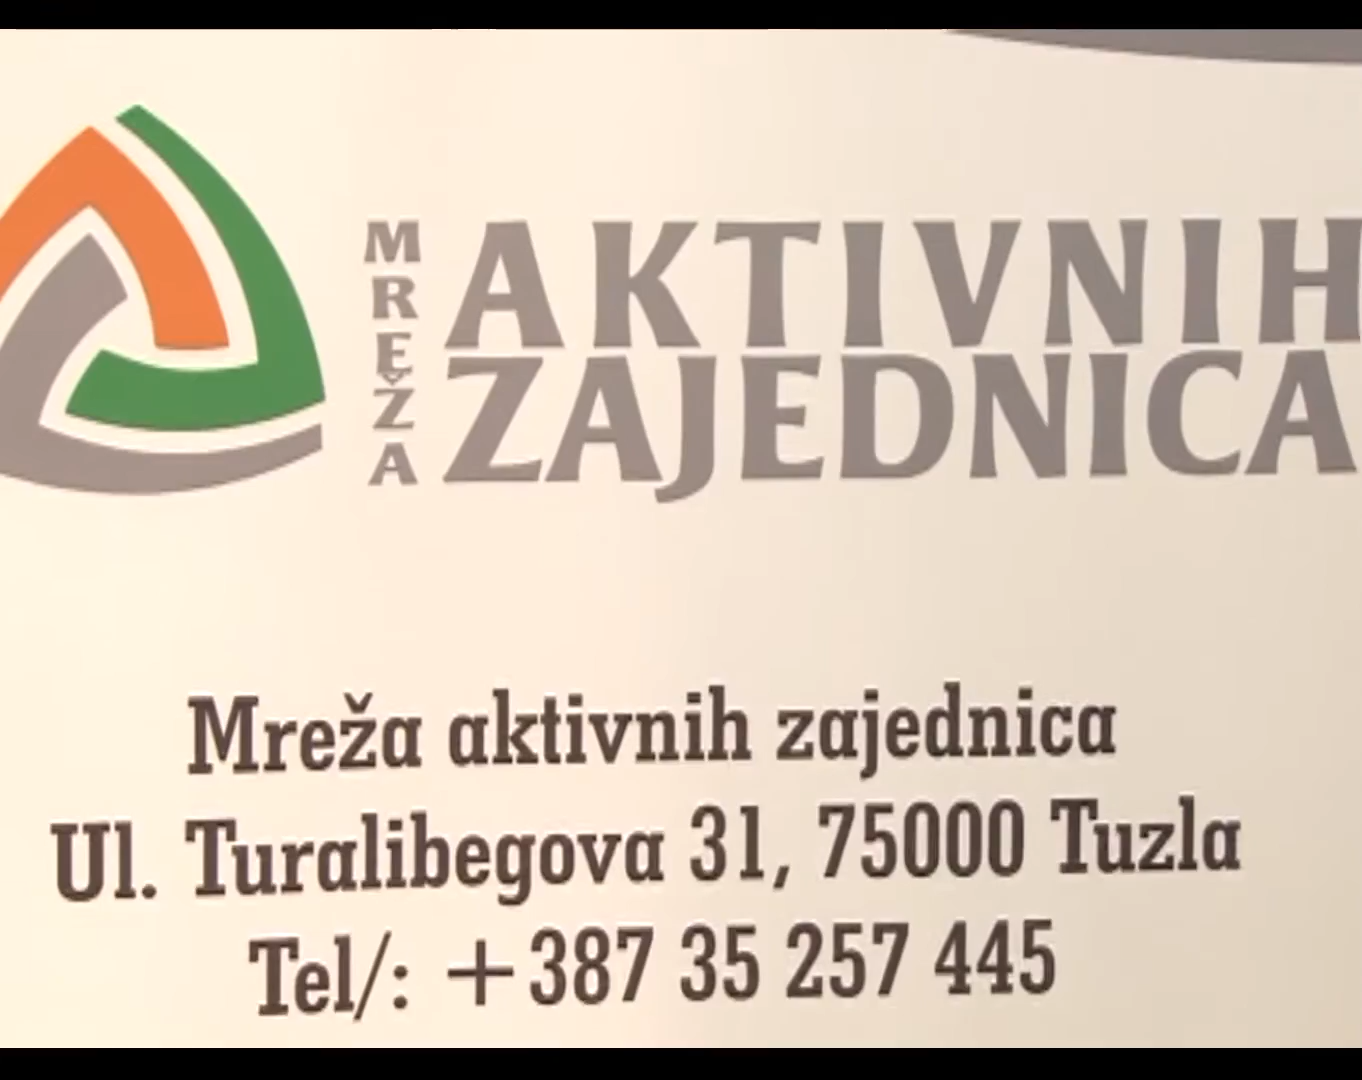 MREŽA
AKTIVNIH
ZAJEDNICA
Mreža aktivnih zajednica
Ul. Turalibegova 31, 75000 Tuzla
Tel/: +387 35 257 445